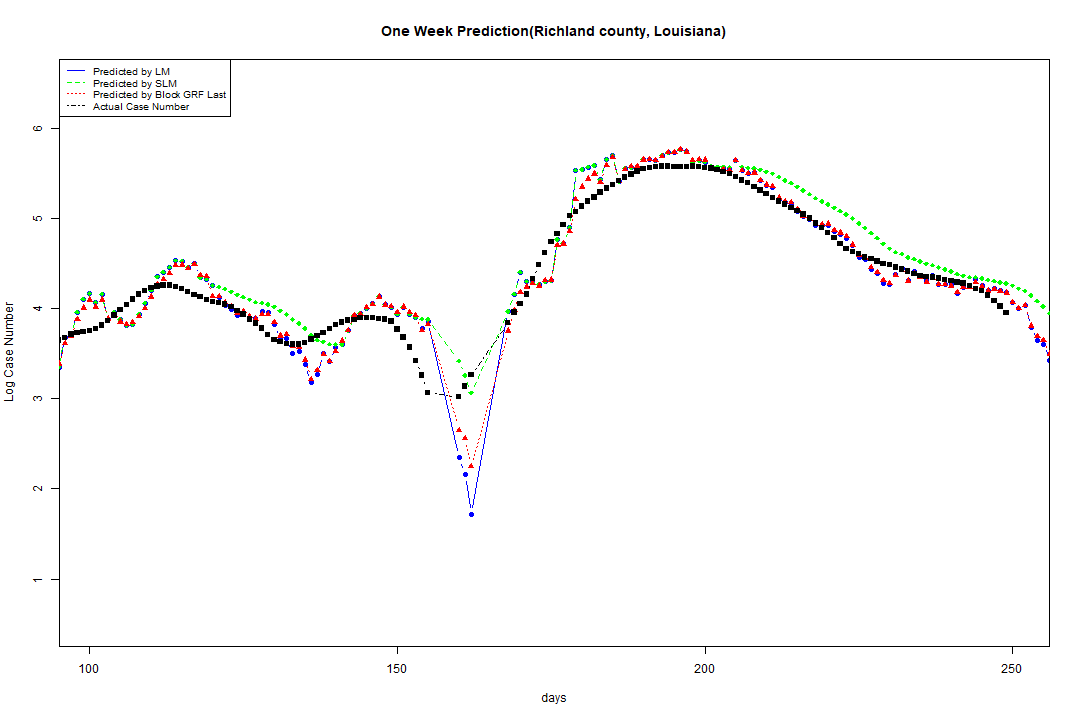 One Week Prediction(Richland county, Louisiana)
Predicted by LM
Predicted by SLM
Predicted by Block GRF Last
Actual Case Number
6
5
4
3
2
1
Log Case Number
100
150
200
250
days